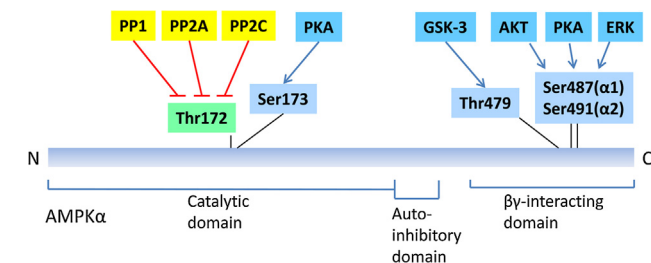 PP1 PP2A PP2C PKA GSK-3 AKT PKA ERK
Thr172
Ser173
Thr479
Ser487(α1)
Ser491(α2)
N
C
AMPKα
Catalytic
domain
Auto-
inhibitory
domain
βγ-interacting
domain